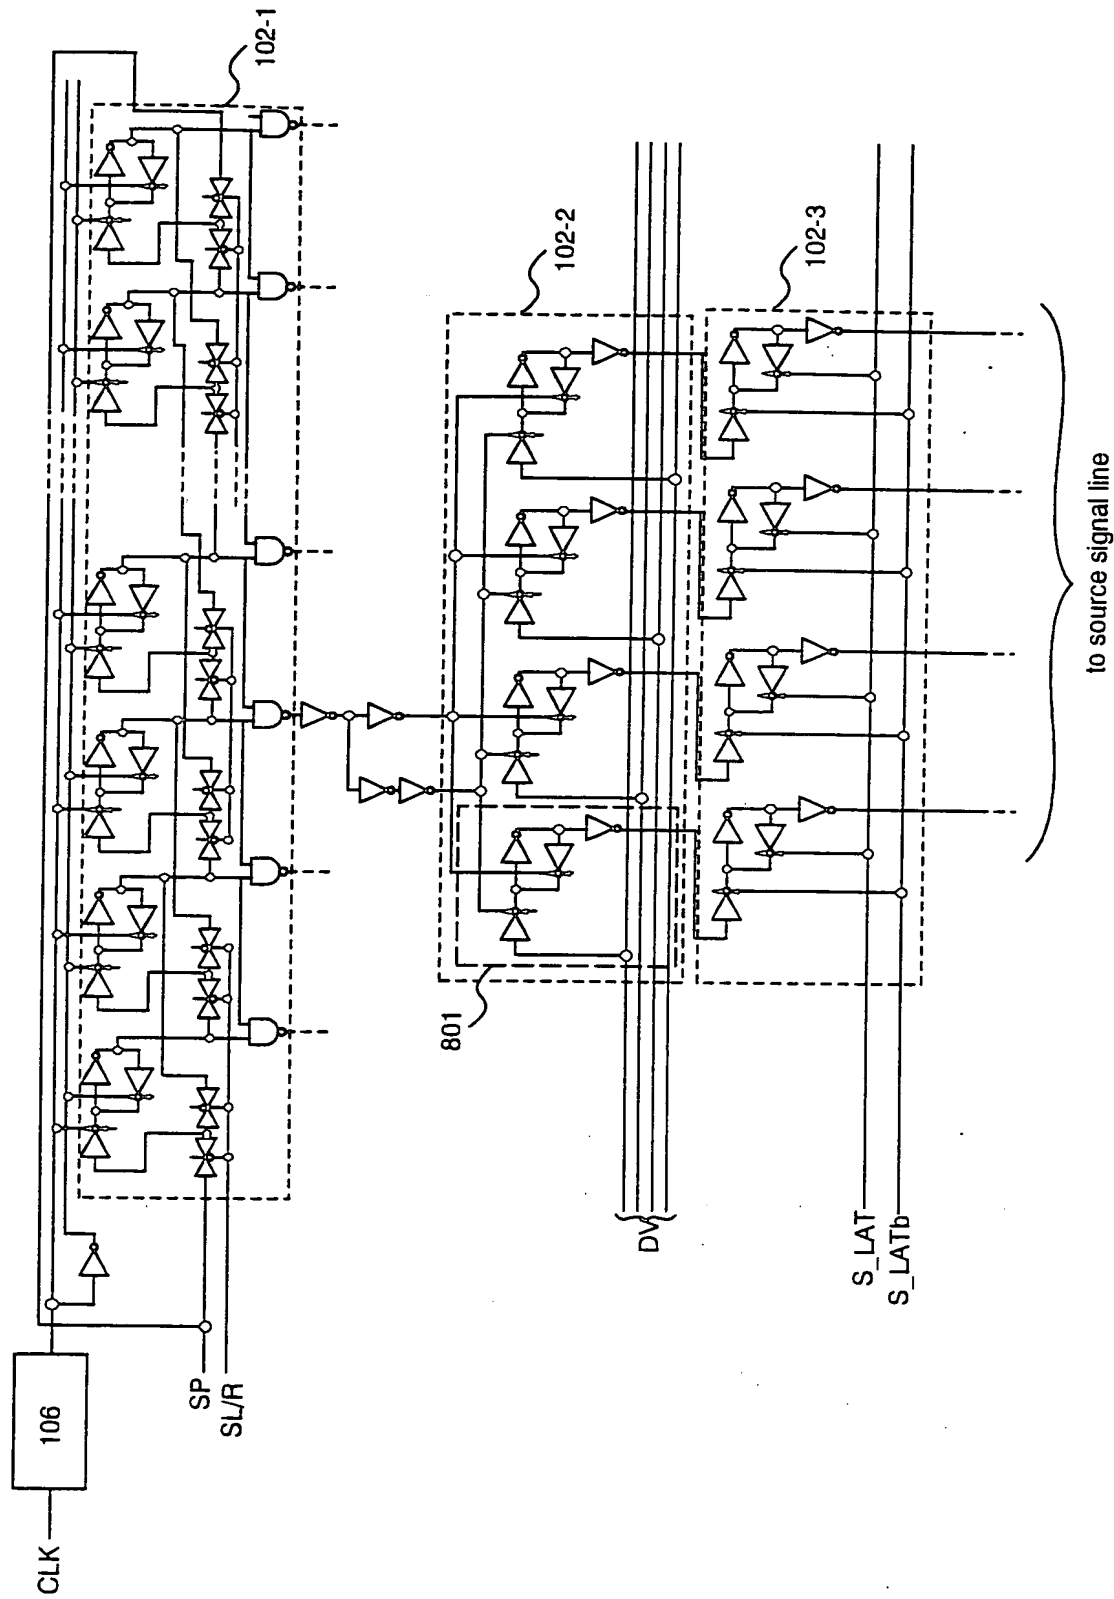 CLK
106
SP
SL/R
102-1
102-2
801
DV
102-3
S_LAT
S_LATb
to source signal line